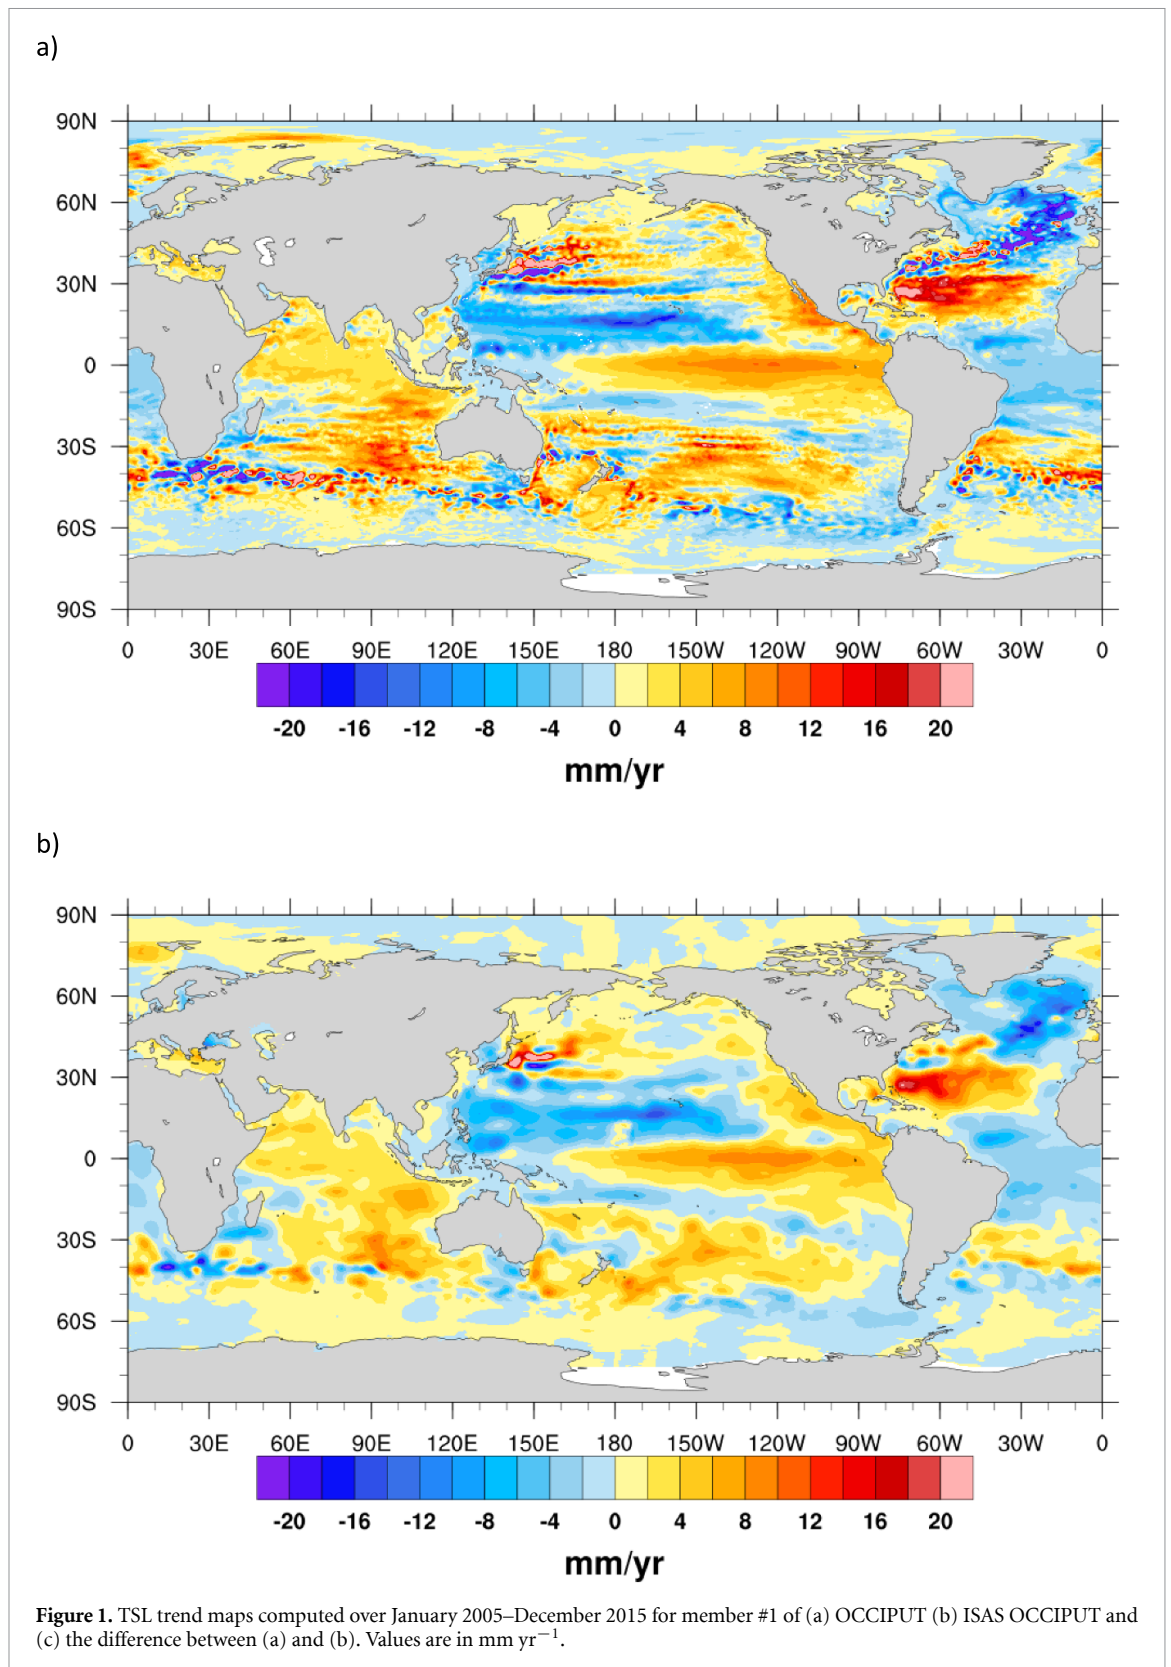 a)
90N
60N
30N
0
30S
60S
90S
0 30E 60E 90E 120E 150E 180 150W 120W 90W 60W 30W 0
-20 -16 -12 -8 -4 0 4 8 12 16 20
mm/yr
b)
90N
60N
30N
0
30S
60S
90S
0 30E 60E 90E 120E 150E 180 150W 120W 90W 60W 30W 0
-20 -16 -12 -8 -4 0 4 8 12 16 20
mm/yr
Figure 1. TSL trend maps computed over January 2005–December 2015 for member #1 of (a) OCCIPUT (b) ISAS OCCIPUT and
(c) the difference between (a) and (b). Values are in mm yr⁻¹.